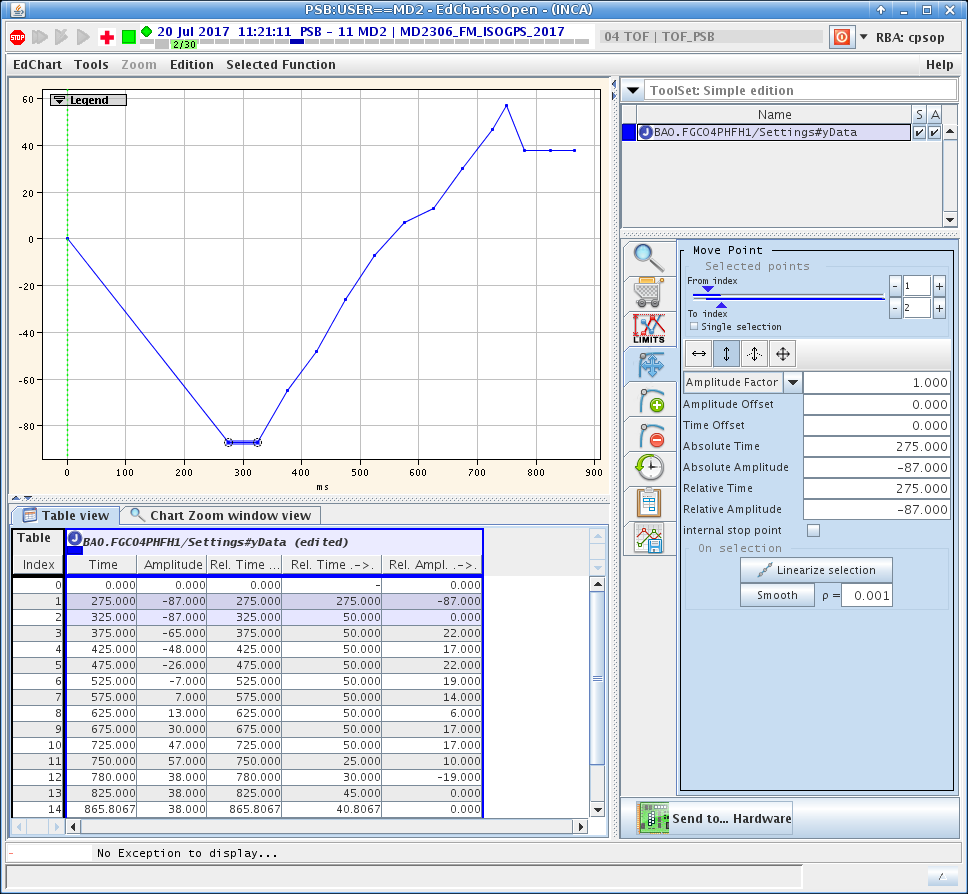 PSB:USER==MD2 - EdChartsOpen - (INCA)
STOP 20 Jul 2017 11:21:11 PSB - 11 MD2 | MD2306_FM_ISOGPS_2017 04 TOF | TOF_PSB RBA: cpsop
2/30
EdChart Tools Zoom Edition Selected Function Help
Legend
60
40
20
0
-20
-40
-60
-80
0 100 200 300 400 500 600 700 800 900
ms
ToolSet: Simple edition
Name S A
BA0.FGC04PHFH1/Settings#yData
LIMITS
Move Point
Selected points
From index
- 1 +
- 2 +
To index
Single selection
Amplitude Factor 1.000
Amplitude Offset 0.000
Time Offset 0.000
Absolute Time 275.000
Absolute Amplitude -87.000
Relative Time 275.000
Relative Amplitude -87.000
internal stop point
On selection
Linearize selection
Smooth ρ = 0.001
Send to... Hardware
Table view Chart Zoom window view
Table BA0.FGC04PHFH1/Settings#yData (edited)
Index Time Amplitude Rel. Time ... Rel. Time .->. Rel. Ampl. .->.
0 0.000 0.000 0.000 - 0.000
1 275.000 -87.000 275.000 275.000 -87.000
2 325.000 -87.000 325.000 50.000 0.000
3 375.000 -65.000 375.000 50.000 22.000
4 425.000 -48.000 425.000 50.000 17.000
5 475.000 -26.000 475.000 50.000 22.000
6 525.000 -7.000 525.000 50.000 19.000
7 575.000 7.000 575.000 50.000 14.000
8 625.000 13.000 625.000 50.000 6.000
9 675.000 30.000 675.000 50.000 17.000
10 725.000 47.000 725.000 50.000 17.000
11 750.000 57.000 750.000 25.000 10.000
12 780.000 38.000 780.000 30.000 -19.000
13 825.000 38.000 825.000 45.000 0.000
14 865.8067 38.000 865.8067 40.8067 0.000
- No Exception to display...